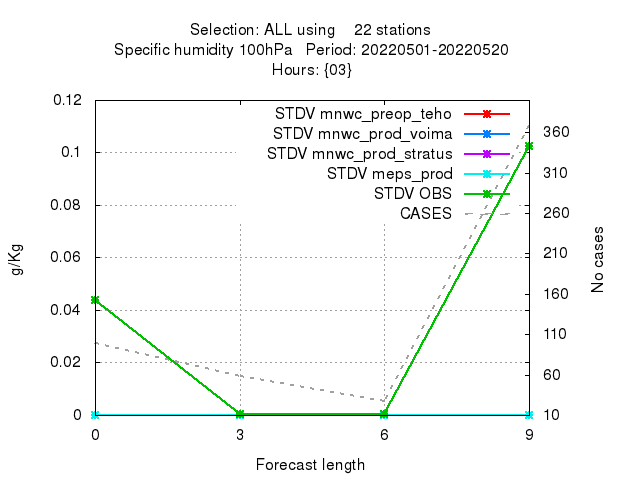 Selection: ALL using    22 stations
Specific humidity 100hPa   Period: 20220501-20220520
Hours: {03}
STDV mnwc_preop_teho
STDV mnwc_prod_voima
STDV mnwc_prod_stratus
STDV meps_prod
STDV OBS
CASES
g/Kg
0.12
0.1
0.08
0.06
0.04
0.02
0
360
310
260
210
160
110
60
10
No cases
0 3 6 9
Forecast length